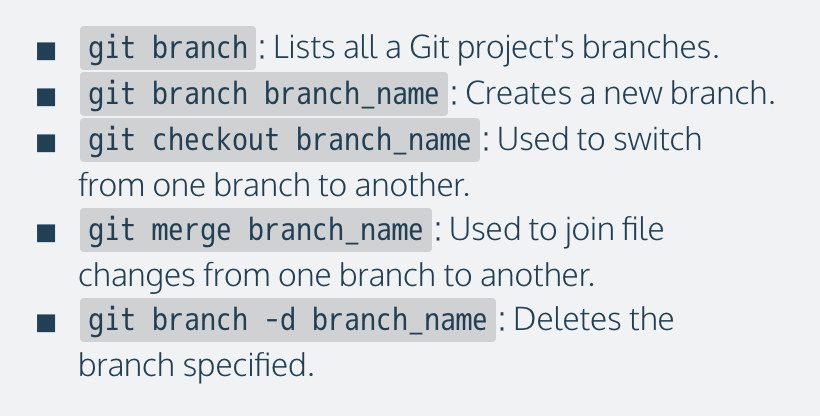 git branch: Lists all a Git project's branches.
git branch branch_name: Creates a new branch.
git checkout branch_name: Used to switch
from one branch to another.
git merge branch_name: Used to join file
changes from one branch to another.
git branch -d branch_name: Deletes the
branch specified.